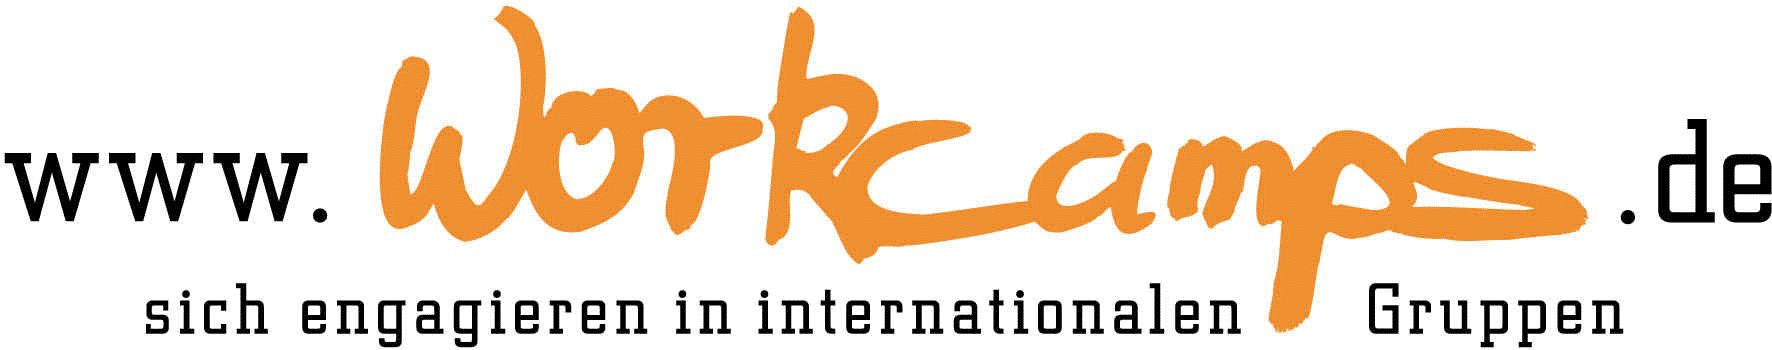 www.Workcamps.de
sich engagieren in internationalen Gruppen